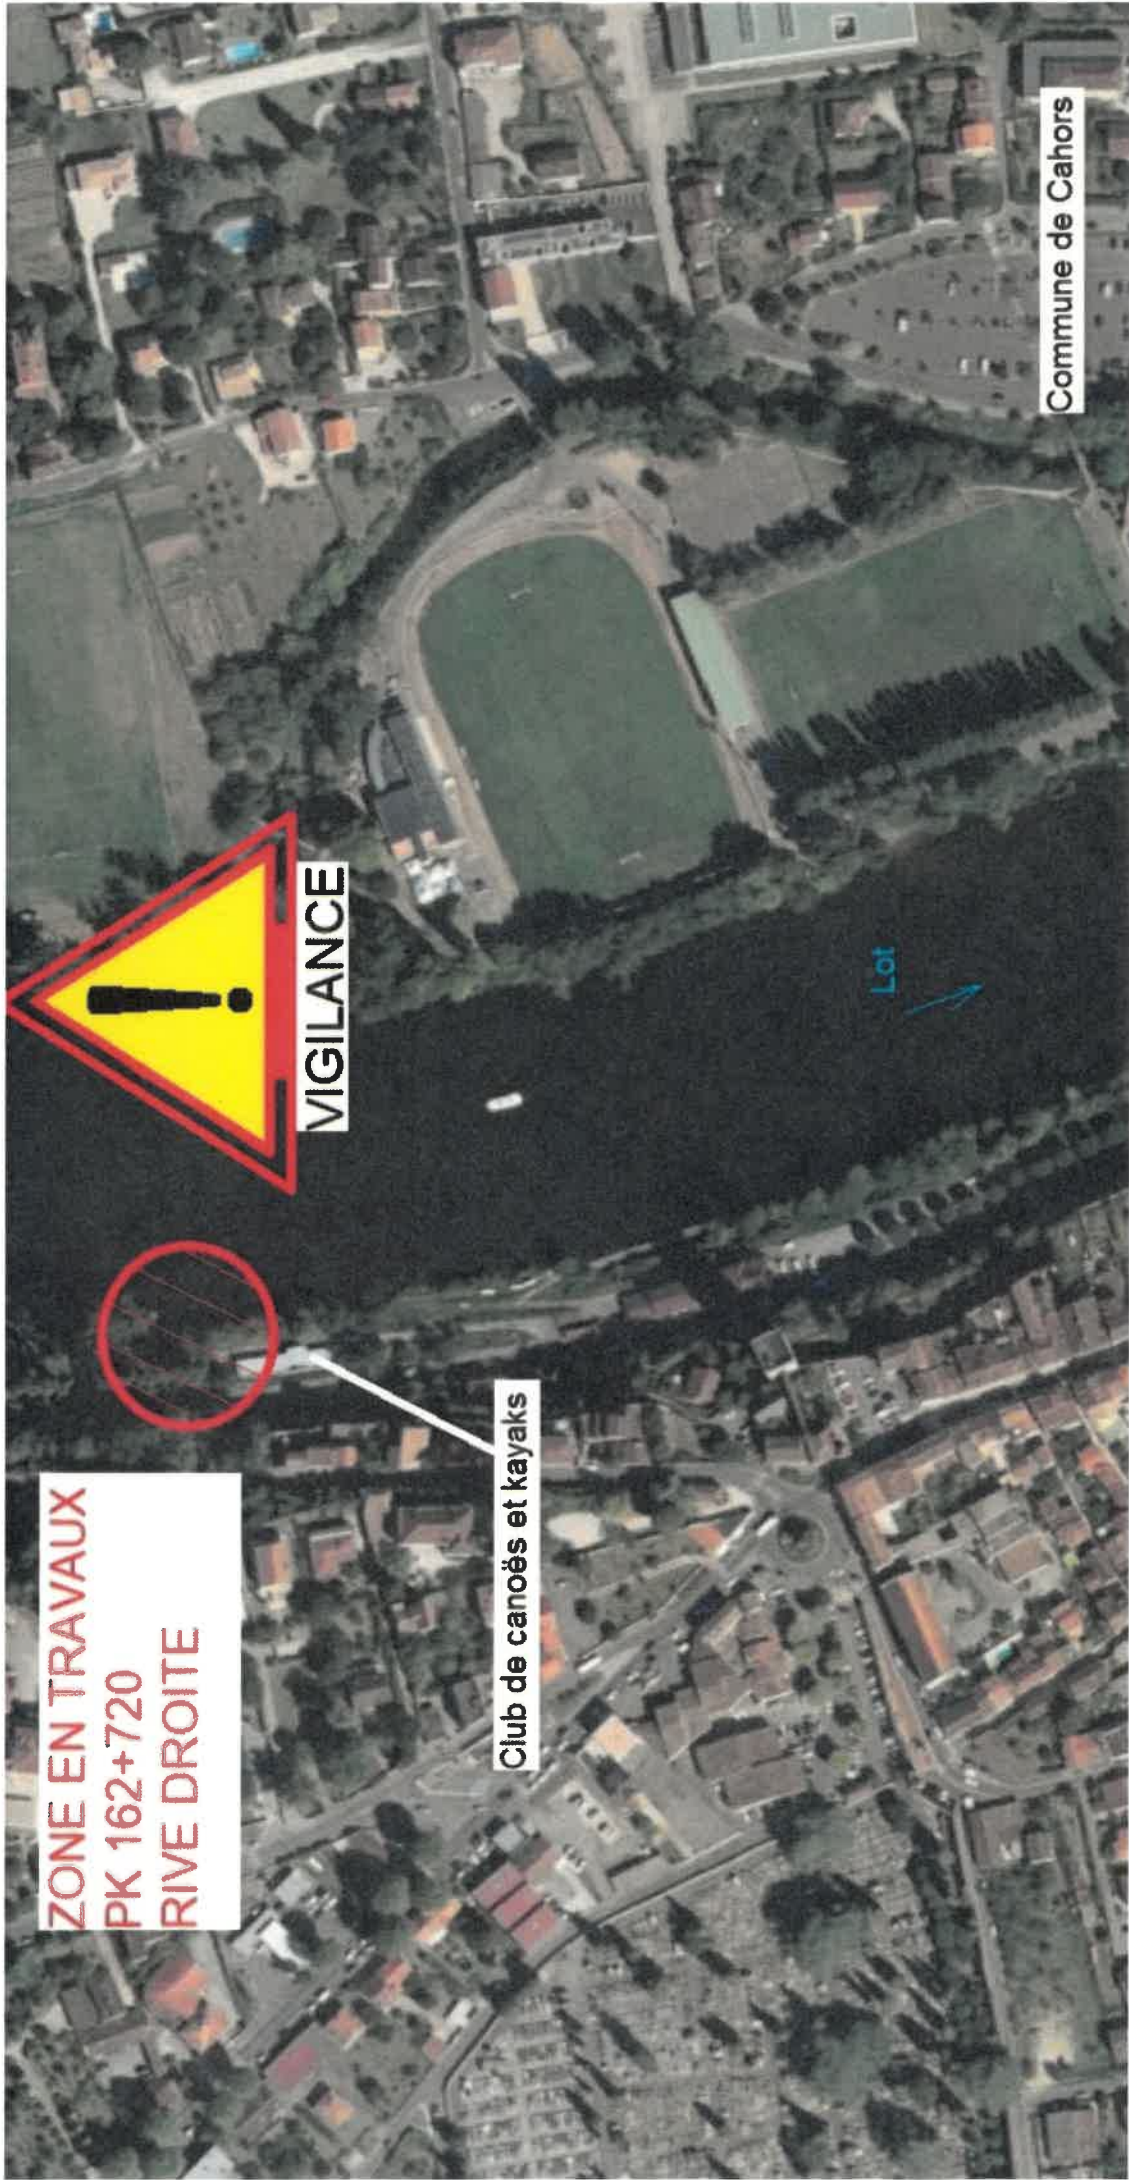 ZONE EN TRAVAUX
PK 162+720
RIVE DROITE
VIGILANCE
Club de canoës et kayaks
Lot
Commune de Cahors